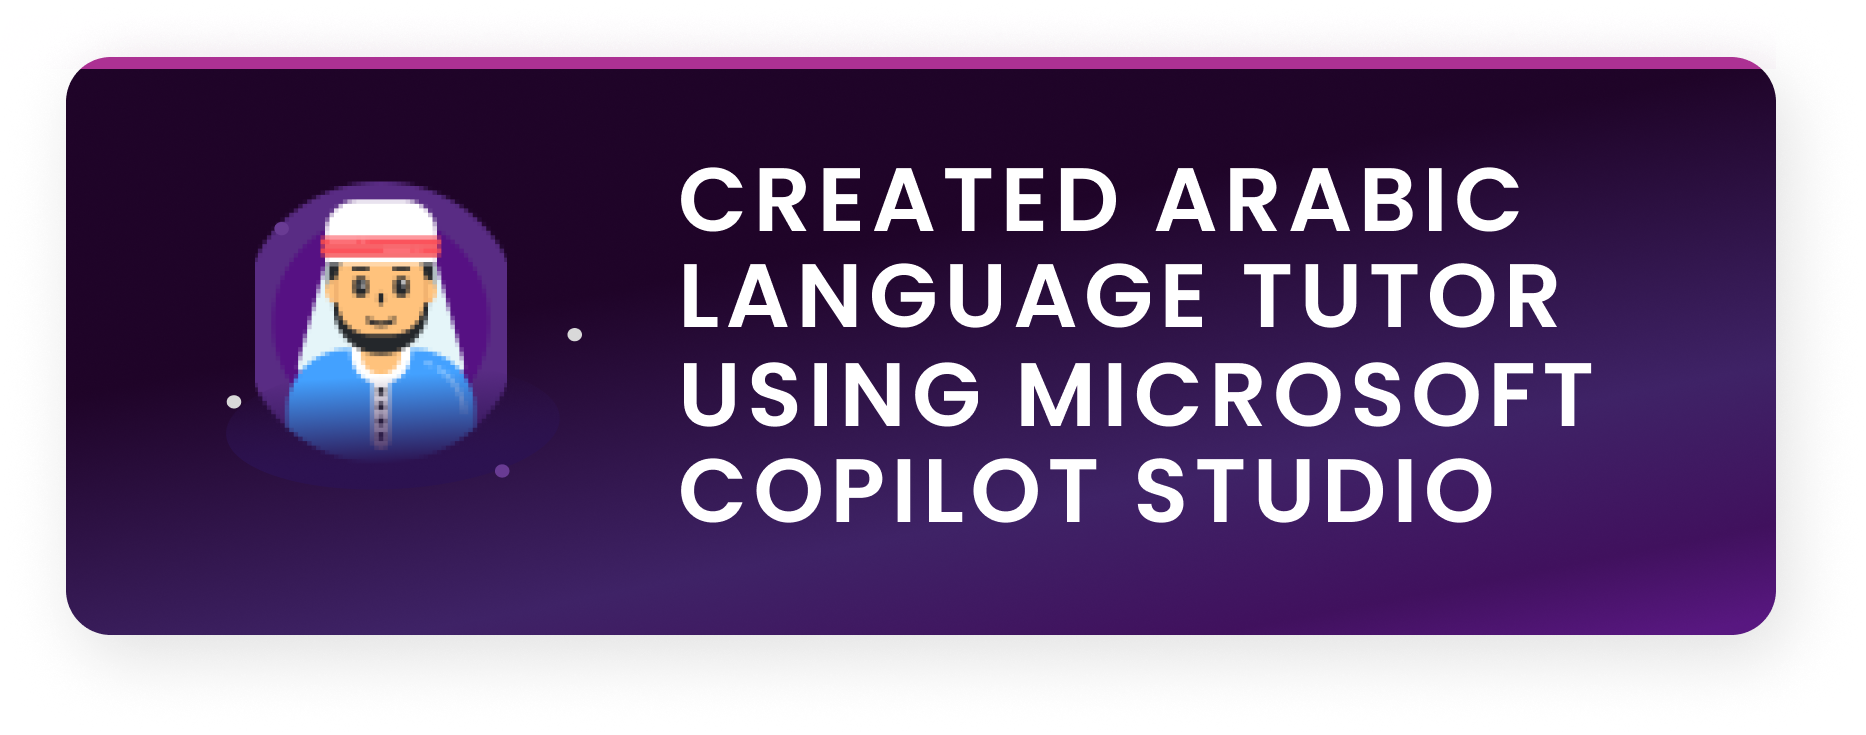 CREATED ARABIC
LANGUAGE TUTOR
USING MICROSOFT
COPILOT STUDIO